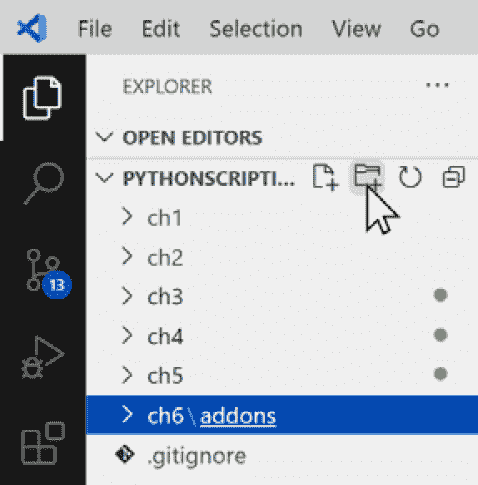 File Edit Selection View Go
EXPLORER ...
OPEN EDITORS
PYTHONSCRIPTI...
ch1
ch2
ch3
13
ch4
ch5
ch6\addons
.gitignore